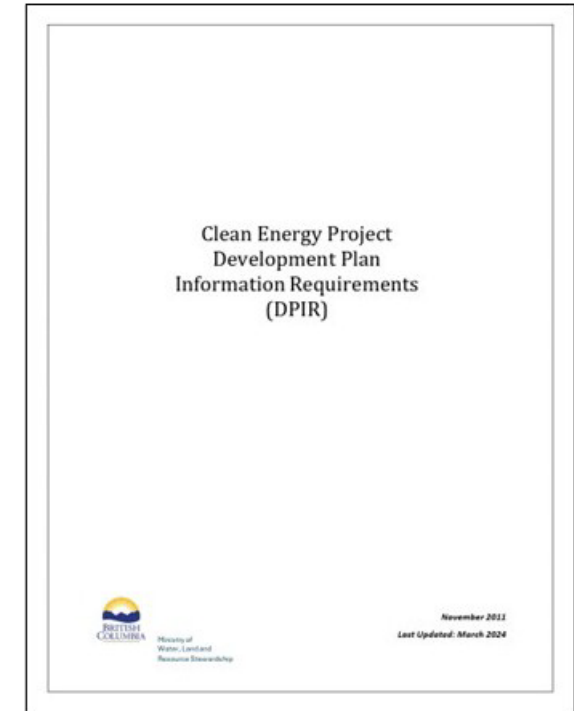 Clean Energy Project
Development Plan
Information Requirements
(DPIR)
BRITISH
COLUMBIA
Ministry of
Water, Land and
Resource Stewardship
November 2011
Last Updated: March 2024